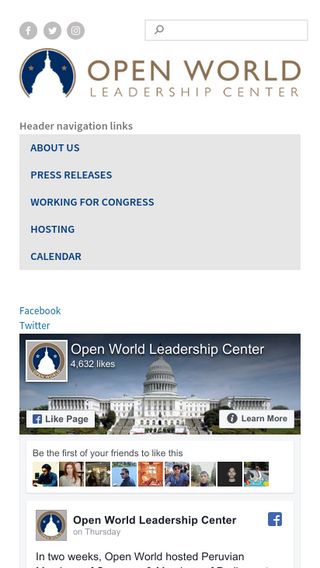 OPEN WORLD
LEADERSHIP CENTER
Header navigation links
ABOUT US
PRESS RELEASES
WORKING FOR CONGRESS
HOSTING
CALENDAR
Facebook
Twitter
Open World Leadership Center
4,632 likes
Like Page
Learn More
Be the first of your friends to like this
Open World Leadership Center
on Thursday
In two weeks, Open World hosted Peruvian